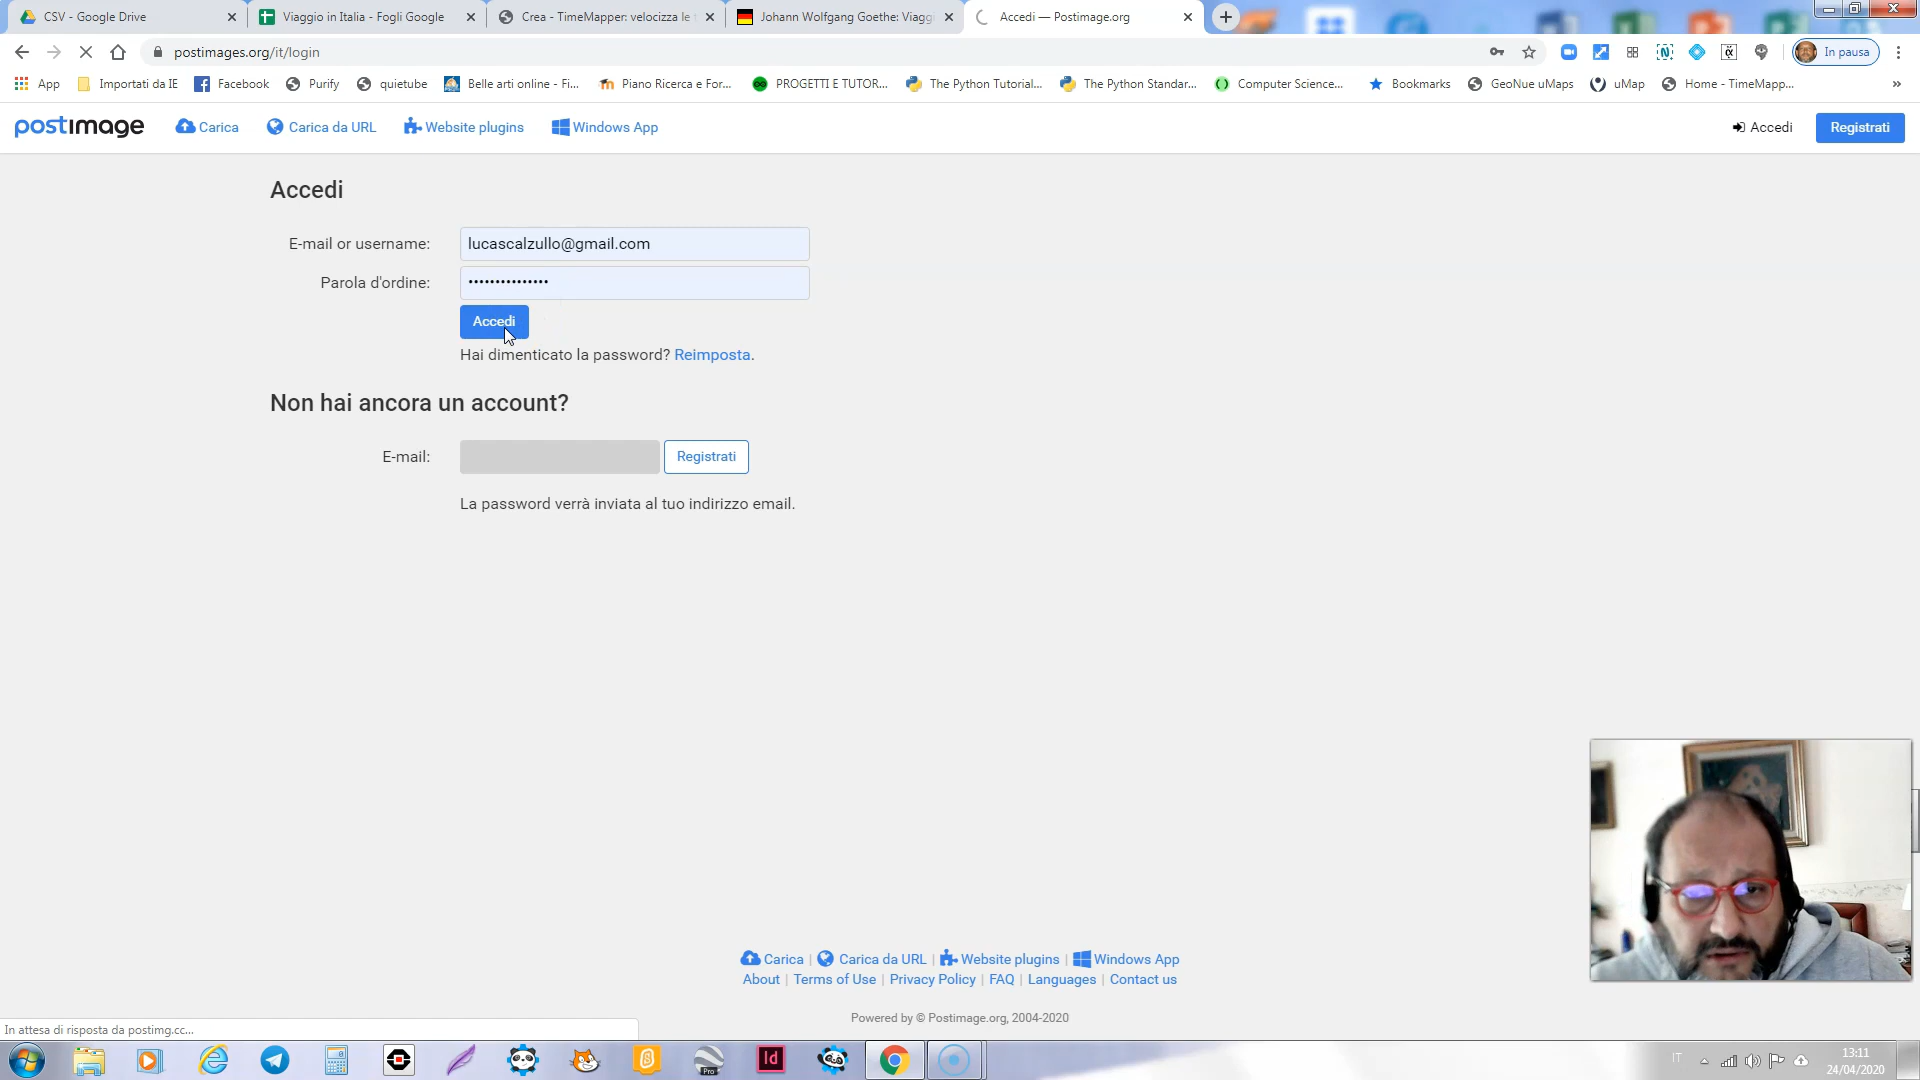 CSV - Google Drive
Viaggio in Italia - Fogli Google
Crea - TimeMapper: velocizza le t
Johann Wolfgang Goethe: Viagg
Accedi — Postimage.org
postimages.org/it/login
In pausa
App
Importati da IE
Facebook
Purify
quietube
Belle arti online - Fi...
Piano Ricerca e For...
PROGETTI E TUTOR...
The Python Tutorial...
The Python Standar...
Computer Science...
Bookmarks
GeoNue uMaps
uMap
Home - TimeMapp...
»
postimage
Carica
Carica da URL
Website plugins
Windows App
Accedi
Registrati
Accedi
E-mail or username:
lucascalzullo@gmail.com
Parola d'ordine:
•••••••••••••••
Accedi
Hai dimenticato la password? Reimposta.
Non hai ancora un account?
E-mail:
Registrati
La password verrà inviata al tuo indirizzo email.
Carica | Carica da URL | Website plugins | Windows App
About | Terms of Use | Privacy Policy | FAQ | Languages | Contact us
Powered by © Postimage.org, 2004-2020
In attesa di risposta da postimg.cc...
Pro
Id
IT
13:11
24/04/2020